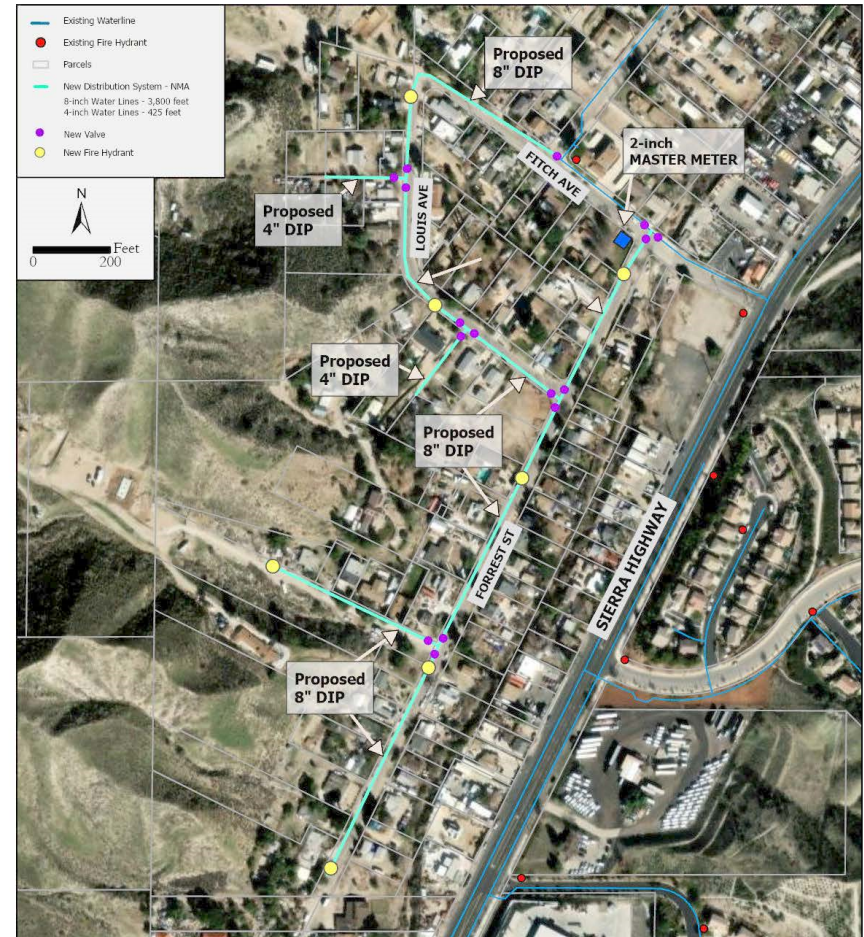 Existing Waterline
Existing Fire Hydrant
Parcels
New Distribution System - NMA
8-inch Water Lines - 3,800 feet
4-inch Water Lines - 425 feet
New Valve
New Fire Hydrant
N
Feet
0 200
Proposed
8" DIP
2-inch
MASTER METER
FITCH AVE
LOUIS AVE
Proposed
4" DIP
Proposed
4" DIP
Proposed
8" DIP
FORREST ST
SIERRA HIGHWAY
Proposed
8" DIP